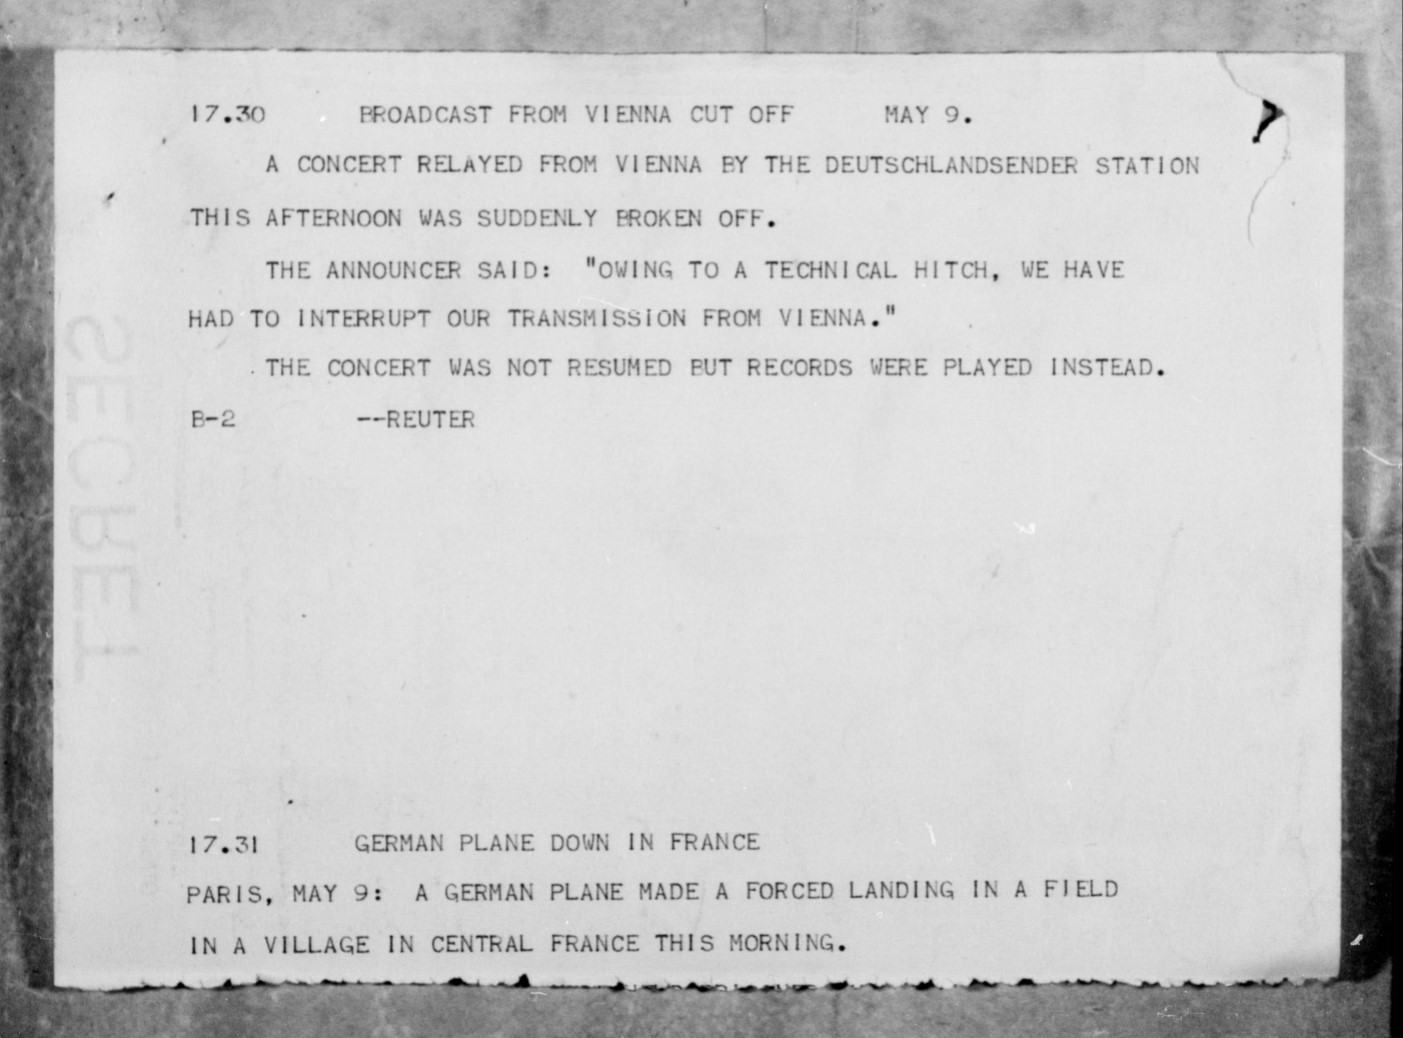 17.30 BROADCAST FROM VIENNA CUT OFF MAY 9.
A CONCERT RELAYED FROM VIENNA BY THE DEUTSCHLANDSENDER STATION
THIS AFTERNOON WAS SUDDENLY BROKEN OFF.
THE ANNOUNCER SAID: "OWING TO A TECHNICAL HITCH, WE HAVE
HAD TO INTERRUPT OUR TRANSMISSION FROM VIENNA."
THE CONCERT WAS NOT RESUMED BUT RECORDS WERE PLAYED INSTEAD.
B-2 --REUTER
SECRET
17.31 GERMAN PLANE DOWN IN FRANCE
PARIS, MAY 9: A GERMAN PLANE MADE A FORCED LANDING IN A FIELD
IN A VILLAGE IN CENTRAL FRANCE THIS MORNING.